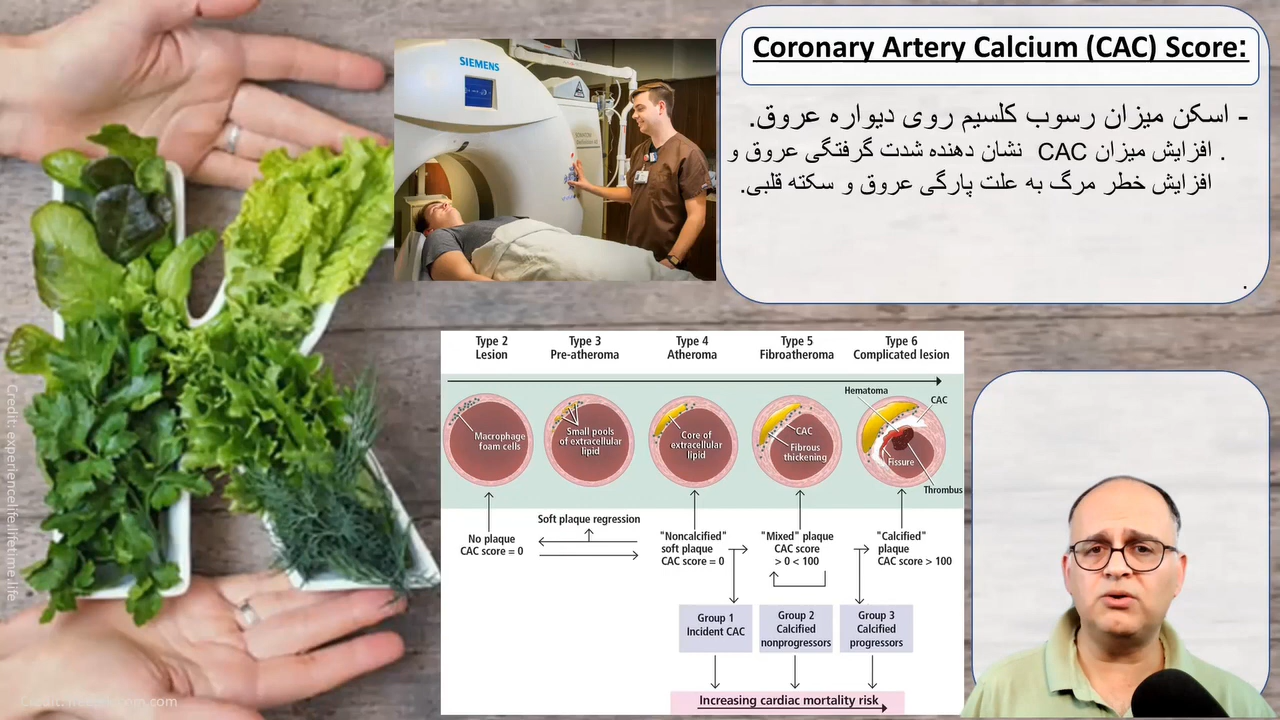 Coronary Artery Calcium (CAC) Score:
- اسکن میزان رسوب کلسیم روی دیواره عروق.
. افزایش میزان CAC نشان دهنده شدت گرفتگی عروق و
افزایش خطر مرگ به علت پارگی عروق و سکته قلبی.
.
SIEMENS
Type 2
Lesion
Type 3
Pre-atheroma
Type 4
Atheroma
Type 5
Fibroatheroma
Type 6
Complicated lesion
Macrophage
foam cells
Small pools
of extracellular
lipid
Core of
extracellular
lipid
CAC
Fibrous
thickening
Hematoma
CAC
Fissure
Thrombus
No plaque
CAC score = 0
Soft plaque regression
"Noncalcified"
soft plaque
CAC score = 0
"Mixed" plaque
CAC score
> 0 < 100
"Calcified"
plaque
CAC score > 100
Group 1
Incident CAC
Group 2
Calcified
nonprogressors
Group 3
Calcified
progressors
Increasing cardiac mortality risk
Credit: experiencelife.lifetime.life